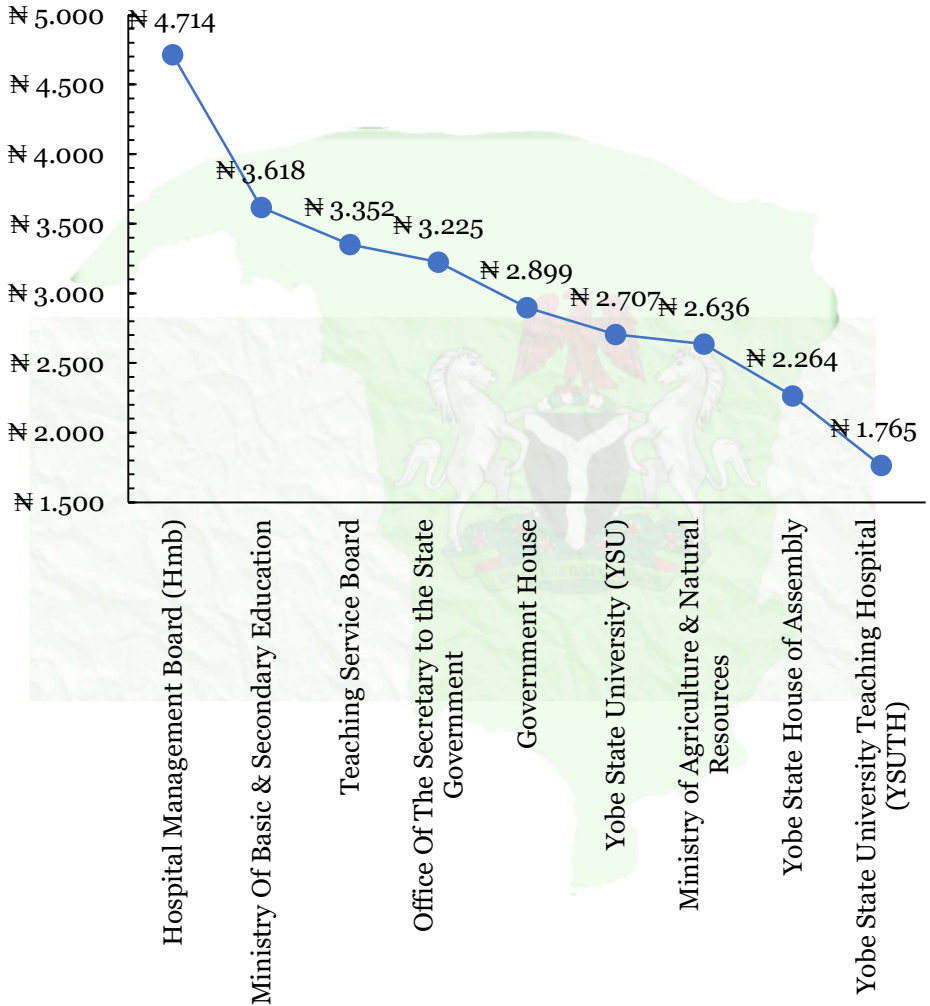 ₦ 5.000
₦ 4.500
₦ 4.000
₦ 3.500
₦ 3.000
₦ 2.500
₦ 2.000
₦ 1.500
₦ 4.714
₦ 3.618
₦ 3.352
₦ 3.225
₦ 2.899
₦ 2.707
₦ 2.636
₦ 2.264
₦ 1.765
Hospital Management Board (Hmb)
Ministry Of Basic & Secondary Education
Teaching Service Board
Office Of The Secretary to the State
Government
Government House
Yobe State University (YSU)
Ministry of Agriculture & Natural
Resources
Yobe State House of Assembly
Yobe State University Teaching Hospital
(YSUTH)